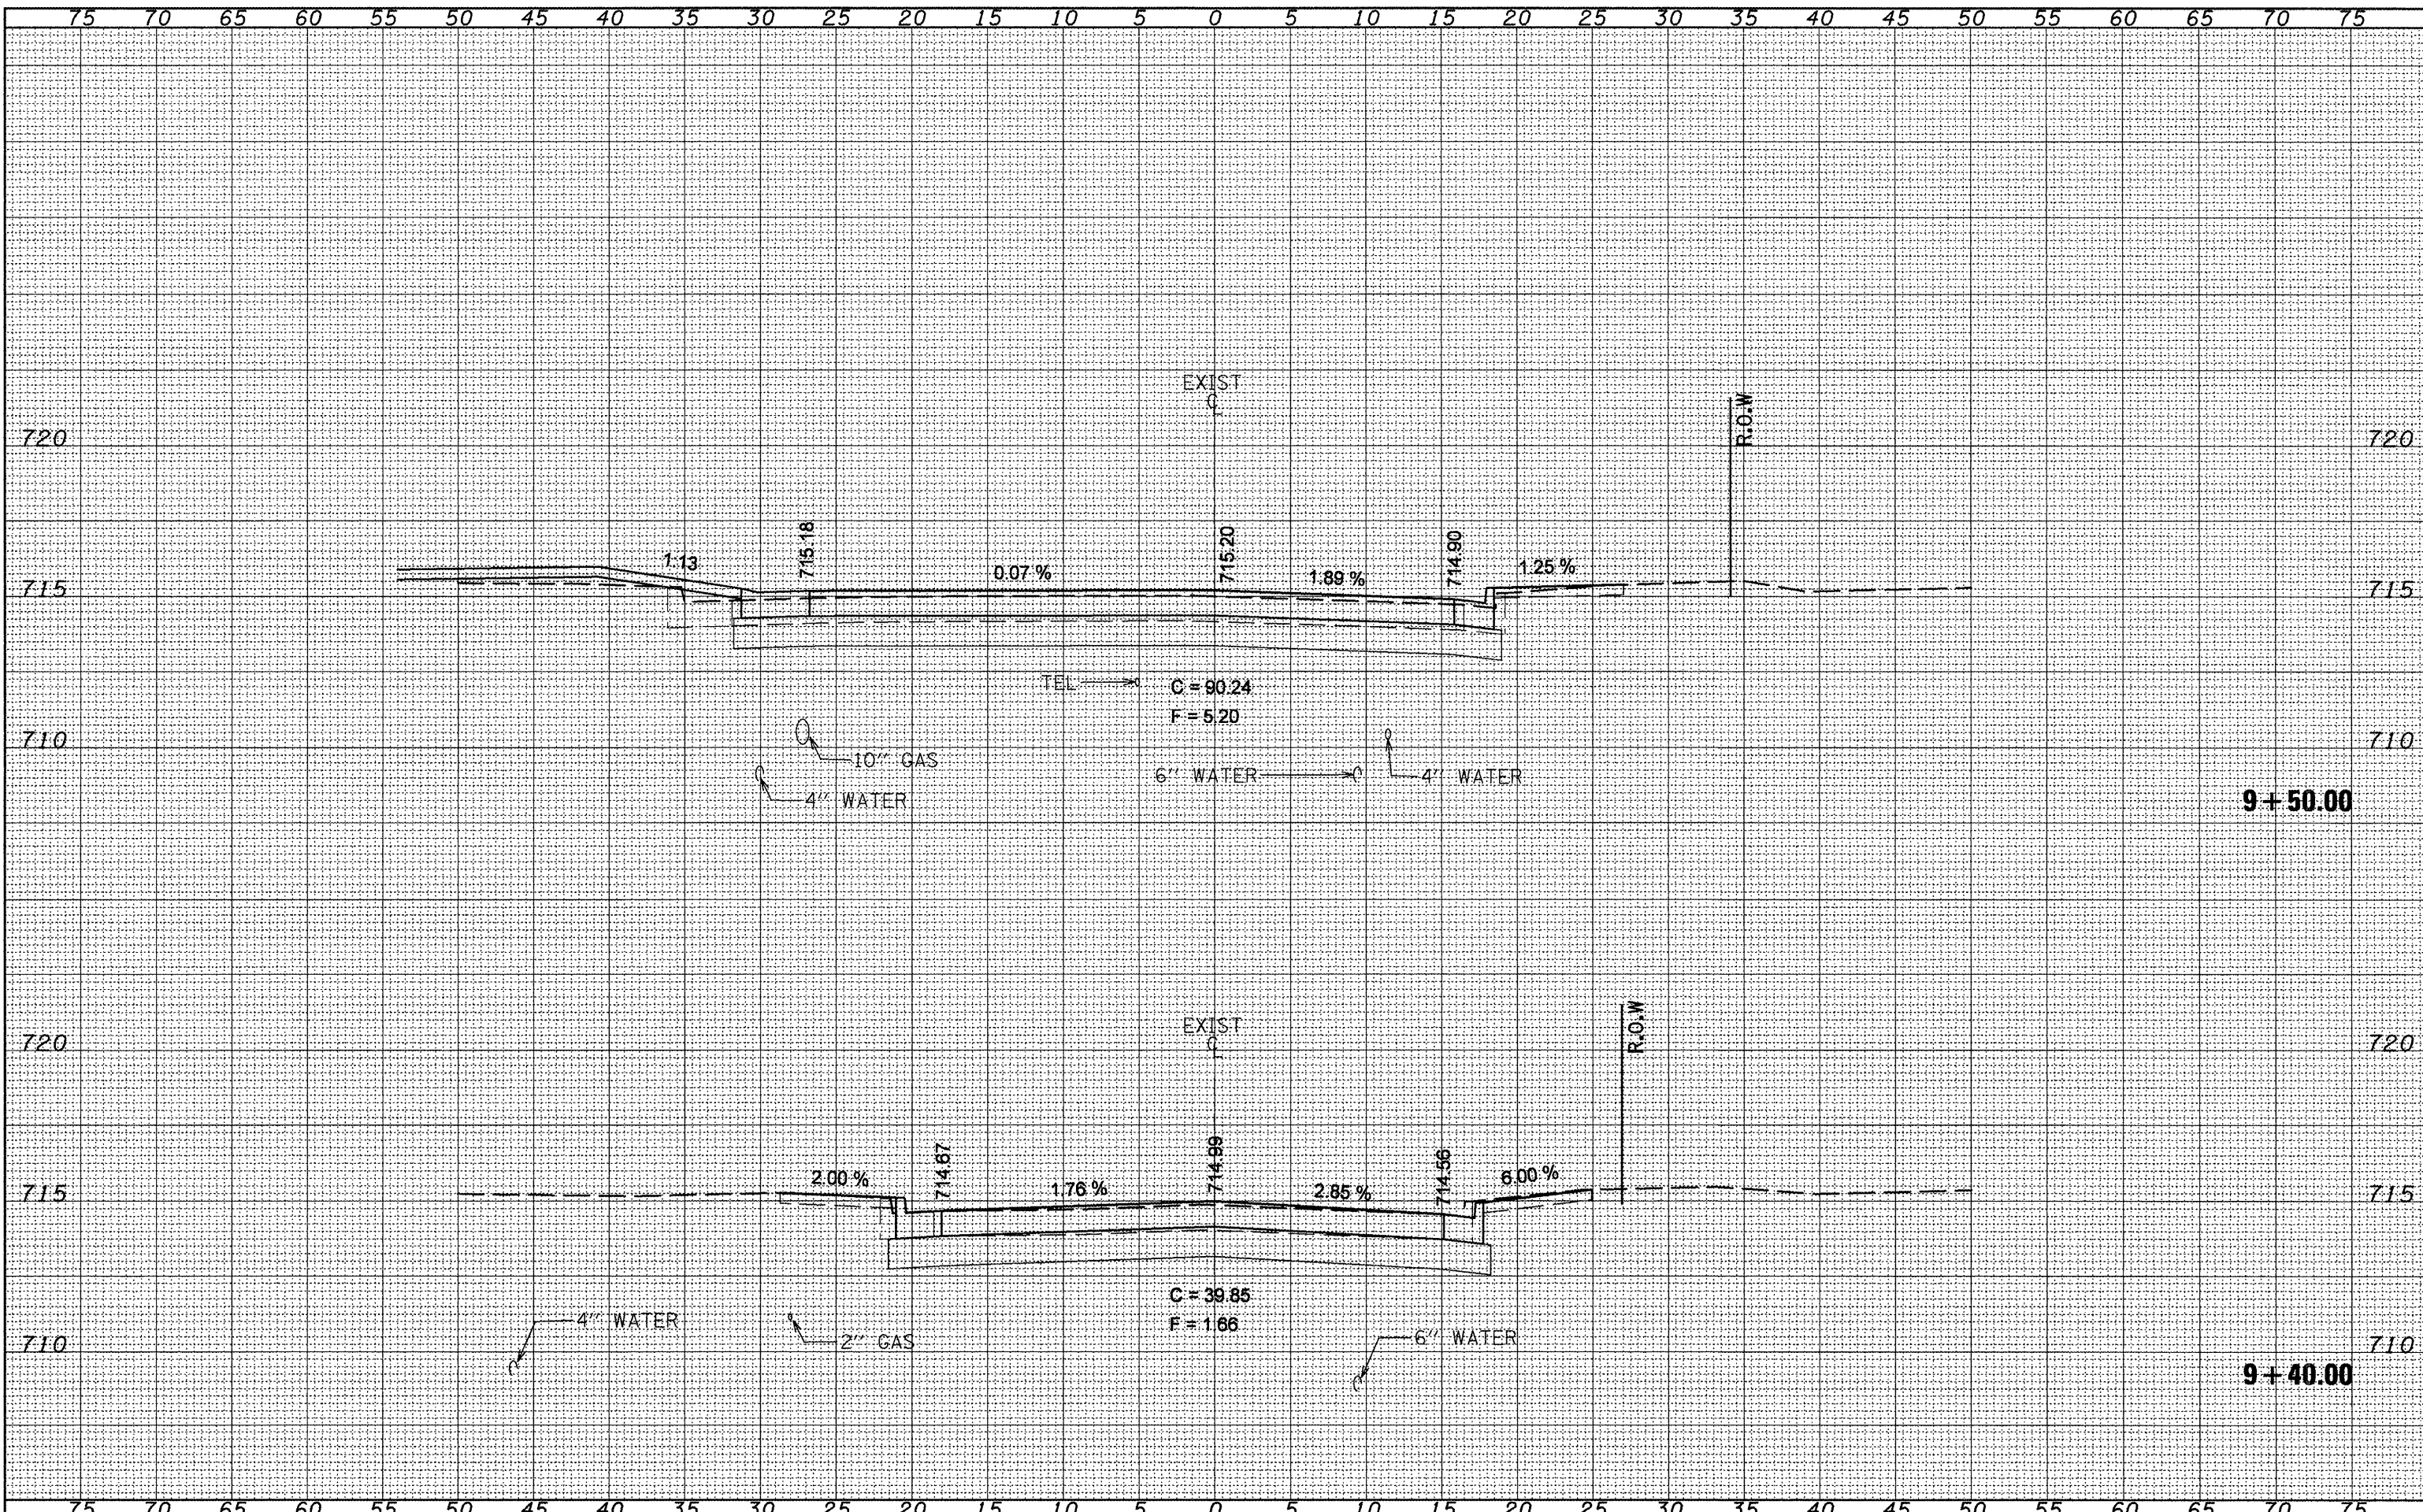 75 70 65 60 55 50 45 40 35 30 25 20 15 10 5 0 5 10 15 20 25 30 35 40 45 50 55 60 65 70 75
EXIST
C̵L
R.O.W
720 720
715.18 715.20 714.90
1:13 0.07 % 1.89 % 1.25 %
715 715
TEL C = 90.24
F = 5.20
710 710
10'' GAS
6'' WATER 4'' WATER
4'' WATER
9 + 50.00
EXIST
C̵L
R.O.W
720 720
714.67 714.99 714.56
2.00 % 1.76 % 2.85 % 6.00 %
715 715
C = 39.85
4'' WATER F = 1.66
2'' GAS 6'' WATER
710 710
9 + 40.00
75 70 65 60 55 50 45 40 35 30 25 20 15 10 5 0 5 10 15 20 25 30 35 40 45 50 55 60 65 70 75